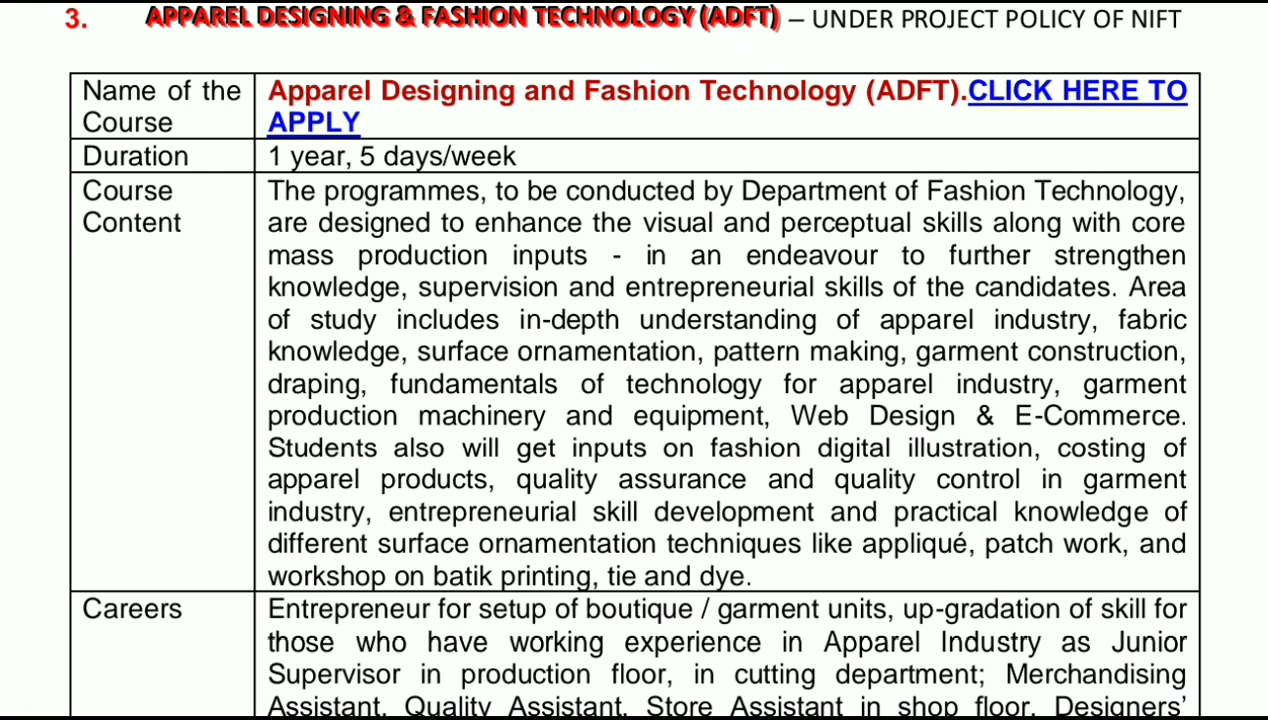 3. APPAREL DESIGNING & FASHION TECHNOLOGY (ADFT) – UNDER PROJECT POLICY OF NIFT
Name of the Course
Apparel Designing and Fashion Technology (ADFT).CLICK HERE TO
APPLY
Duration
1 year, 5 days/week
Course Content
The programmes, to be conducted by Department of Fashion Technology,
are designed to enhance the visual and perceptual skills along with core
mass production inputs - in an endeavour to further strengthen
knowledge, supervision and entrepreneurial skills of the candidates. Area
of study includes in-depth understanding of apparel industry, fabric
knowledge, surface ornamentation, pattern making, garment construction,
draping, fundamentals of technology for apparel industry, garment
production machinery and equipment, Web Design & E-Commerce.
Students also will get inputs on fashion digital illustration, costing of
apparel products, quality assurance and quality control in garment
industry, entrepreneurial skill development and practical knowledge of
different surface ornamentation techniques like appliqué, patch work, and
workshop on batik printing, tie and dye.
Careers
Entrepreneur for setup of boutique / garment units, up-gradation of skill for
those who have working experience in Apparel Industry as Junior
Supervisor in production floor, in cutting department; Merchandising
Assistant, Quality Assistant, Store Assistant in shop floor, Designers'